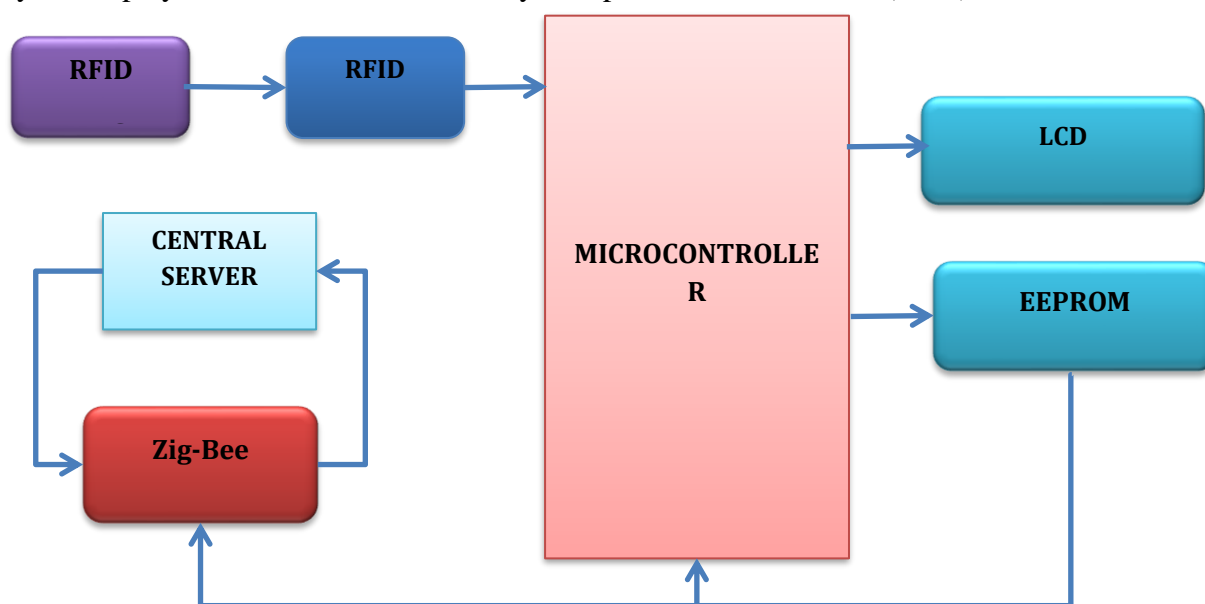 RFID
RFID
LCD
CENTRAL
SERVER
MICROCONTROLLE
R
EEPROM
Zig-Bee